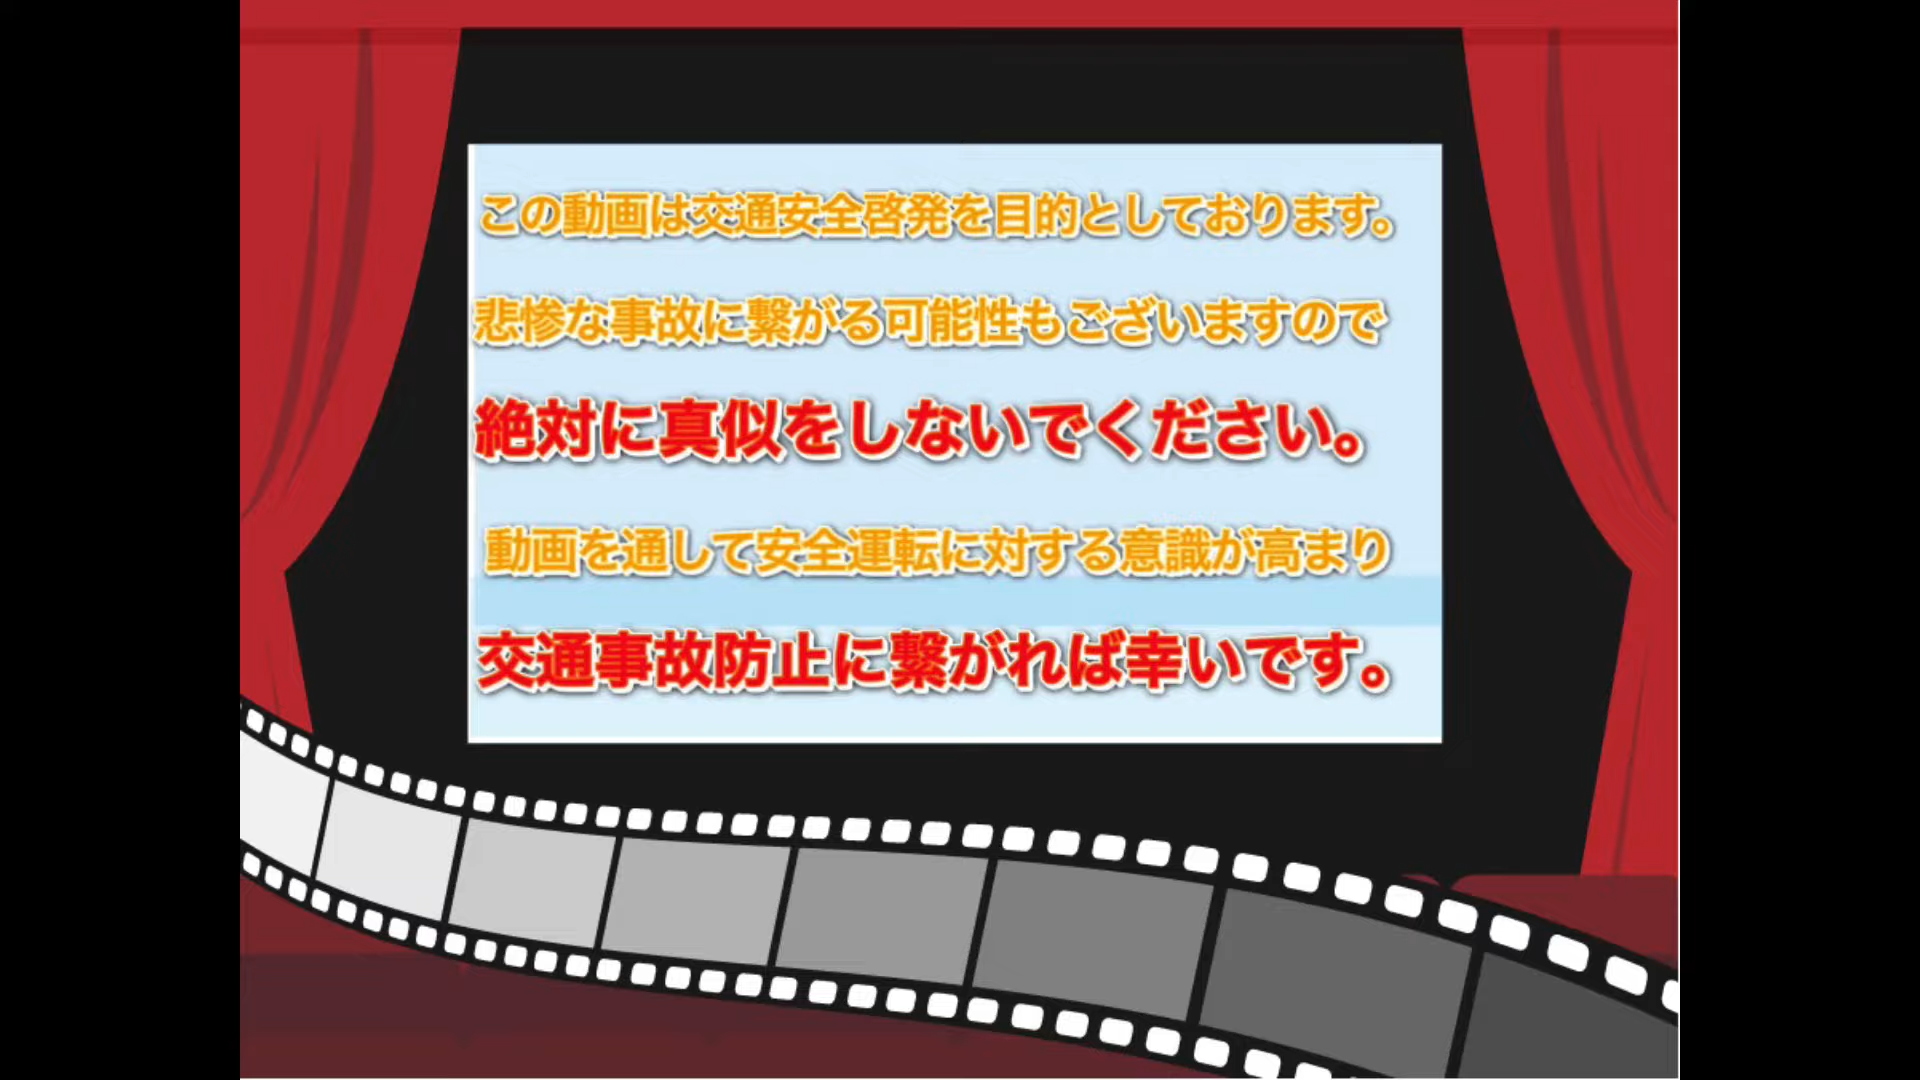 この動画は交通安全啓発を目的としております。
悲惨な事故に繋がる可能性もございますので
絶対に真似をしないでください。
動画を通して安全運転に対する意識が高まり
交通事故防止に繋がれば幸いです。